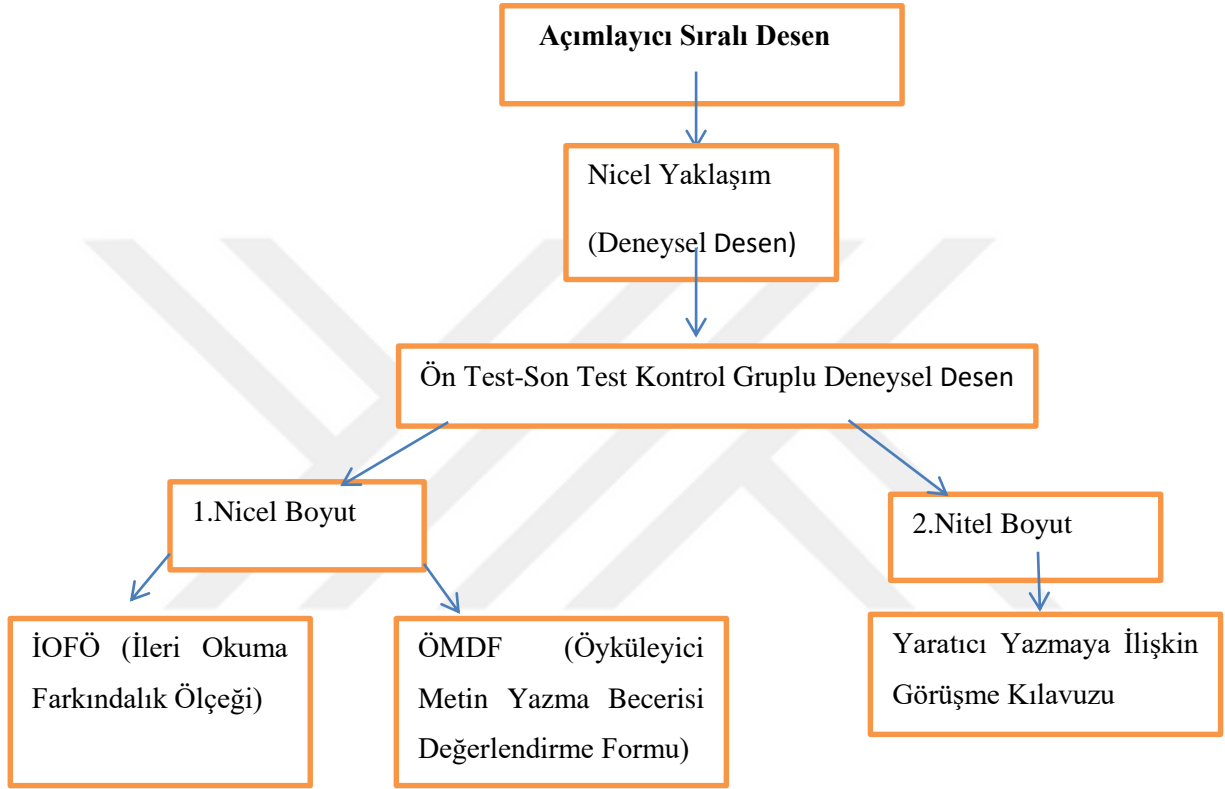 Açımlayıcı Sıralı Desen
Nicel Yaklaşım
(Deneysel Desen)
Ön Test-Son Test Kontrol Gruplu Deneysel Desen
1.Nicel Boyut
2.Nitel Boyut
İOFÖ (İleri Okuma
Farkındalık Ölçeği)
ÖMDF (Öyküleyici
Metin Yazma Becerisi
Değerlendirme Formu)
Yaratıcı Yazmaya İlişkin
Görüşme Kılavuzu